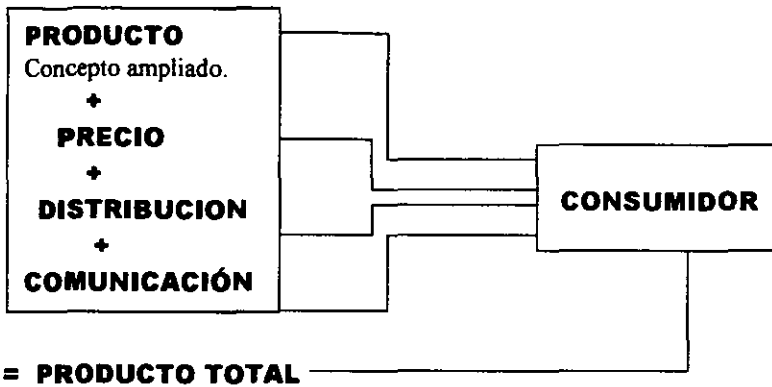 PRODUCTO
Concepto ampliado.
+
PRECIO
+
DISTRIBUCION
+
COMUNICACIÓN
CONSUMIDOR
= PRODUCTO TOTAL